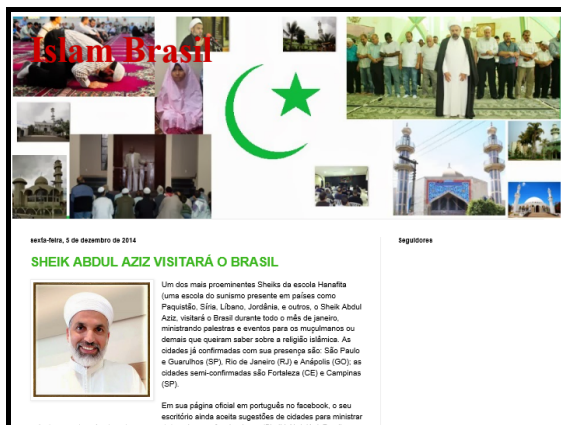 Islam Brasil
sexta-feira, 5 de dezembro de 2014
Seguidores
SHEIK ABDUL AZIZ VISITARÁ O BRASIL
Um dos mais proeminentes Sheiks da escola Hanafita
(uma escola do sunismo presente em países como
Paquistão, Síria, Líbano, Jordânia, e outros, o Sheik Abdul
Aziz, visitará o Brasil durante todo o mês de janeiro,
ministrando palestras e eventos para os muçulmanos ou
demais que queiram saber sobre a religião islâmica. As
cidades já confirmadas com sua presença são: São Paulo
e Guarulhos (SP), Rio de Janeiro (RJ) e Anápolis (GO); as
cidades semi-confirmadas são Fortaleza (CE) e Campinas
(SP).
Em sua página oficial em português no facebook, o seu
escritório ainda aceita sugestões de cidades para ministrar